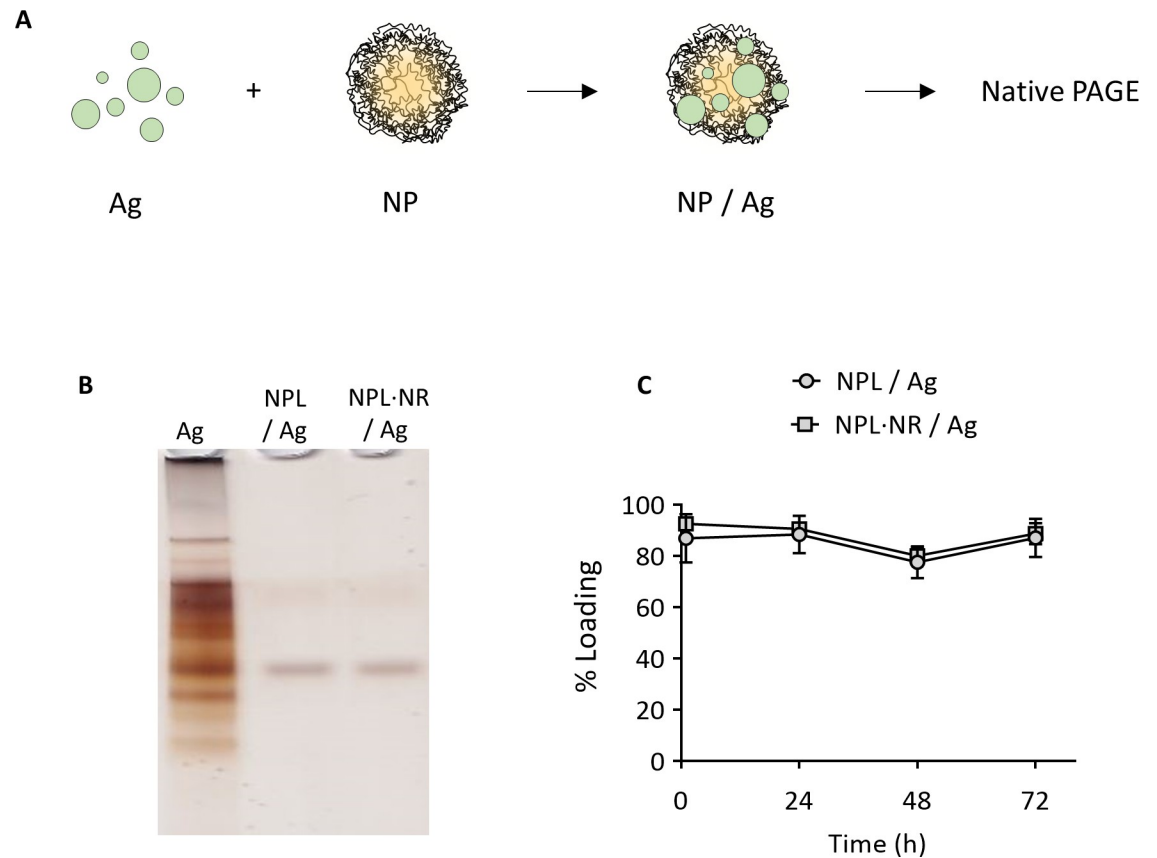 A
+
Native PAGE
Ag
NP
NP / Ag
B
Ag
NPL
/ Ag
NPL·NR
/ Ag
C
NPL / Ag
NPL·NR / Ag
% Loading
100
80
60
40
20
0
0 24 48 72
Time (h)